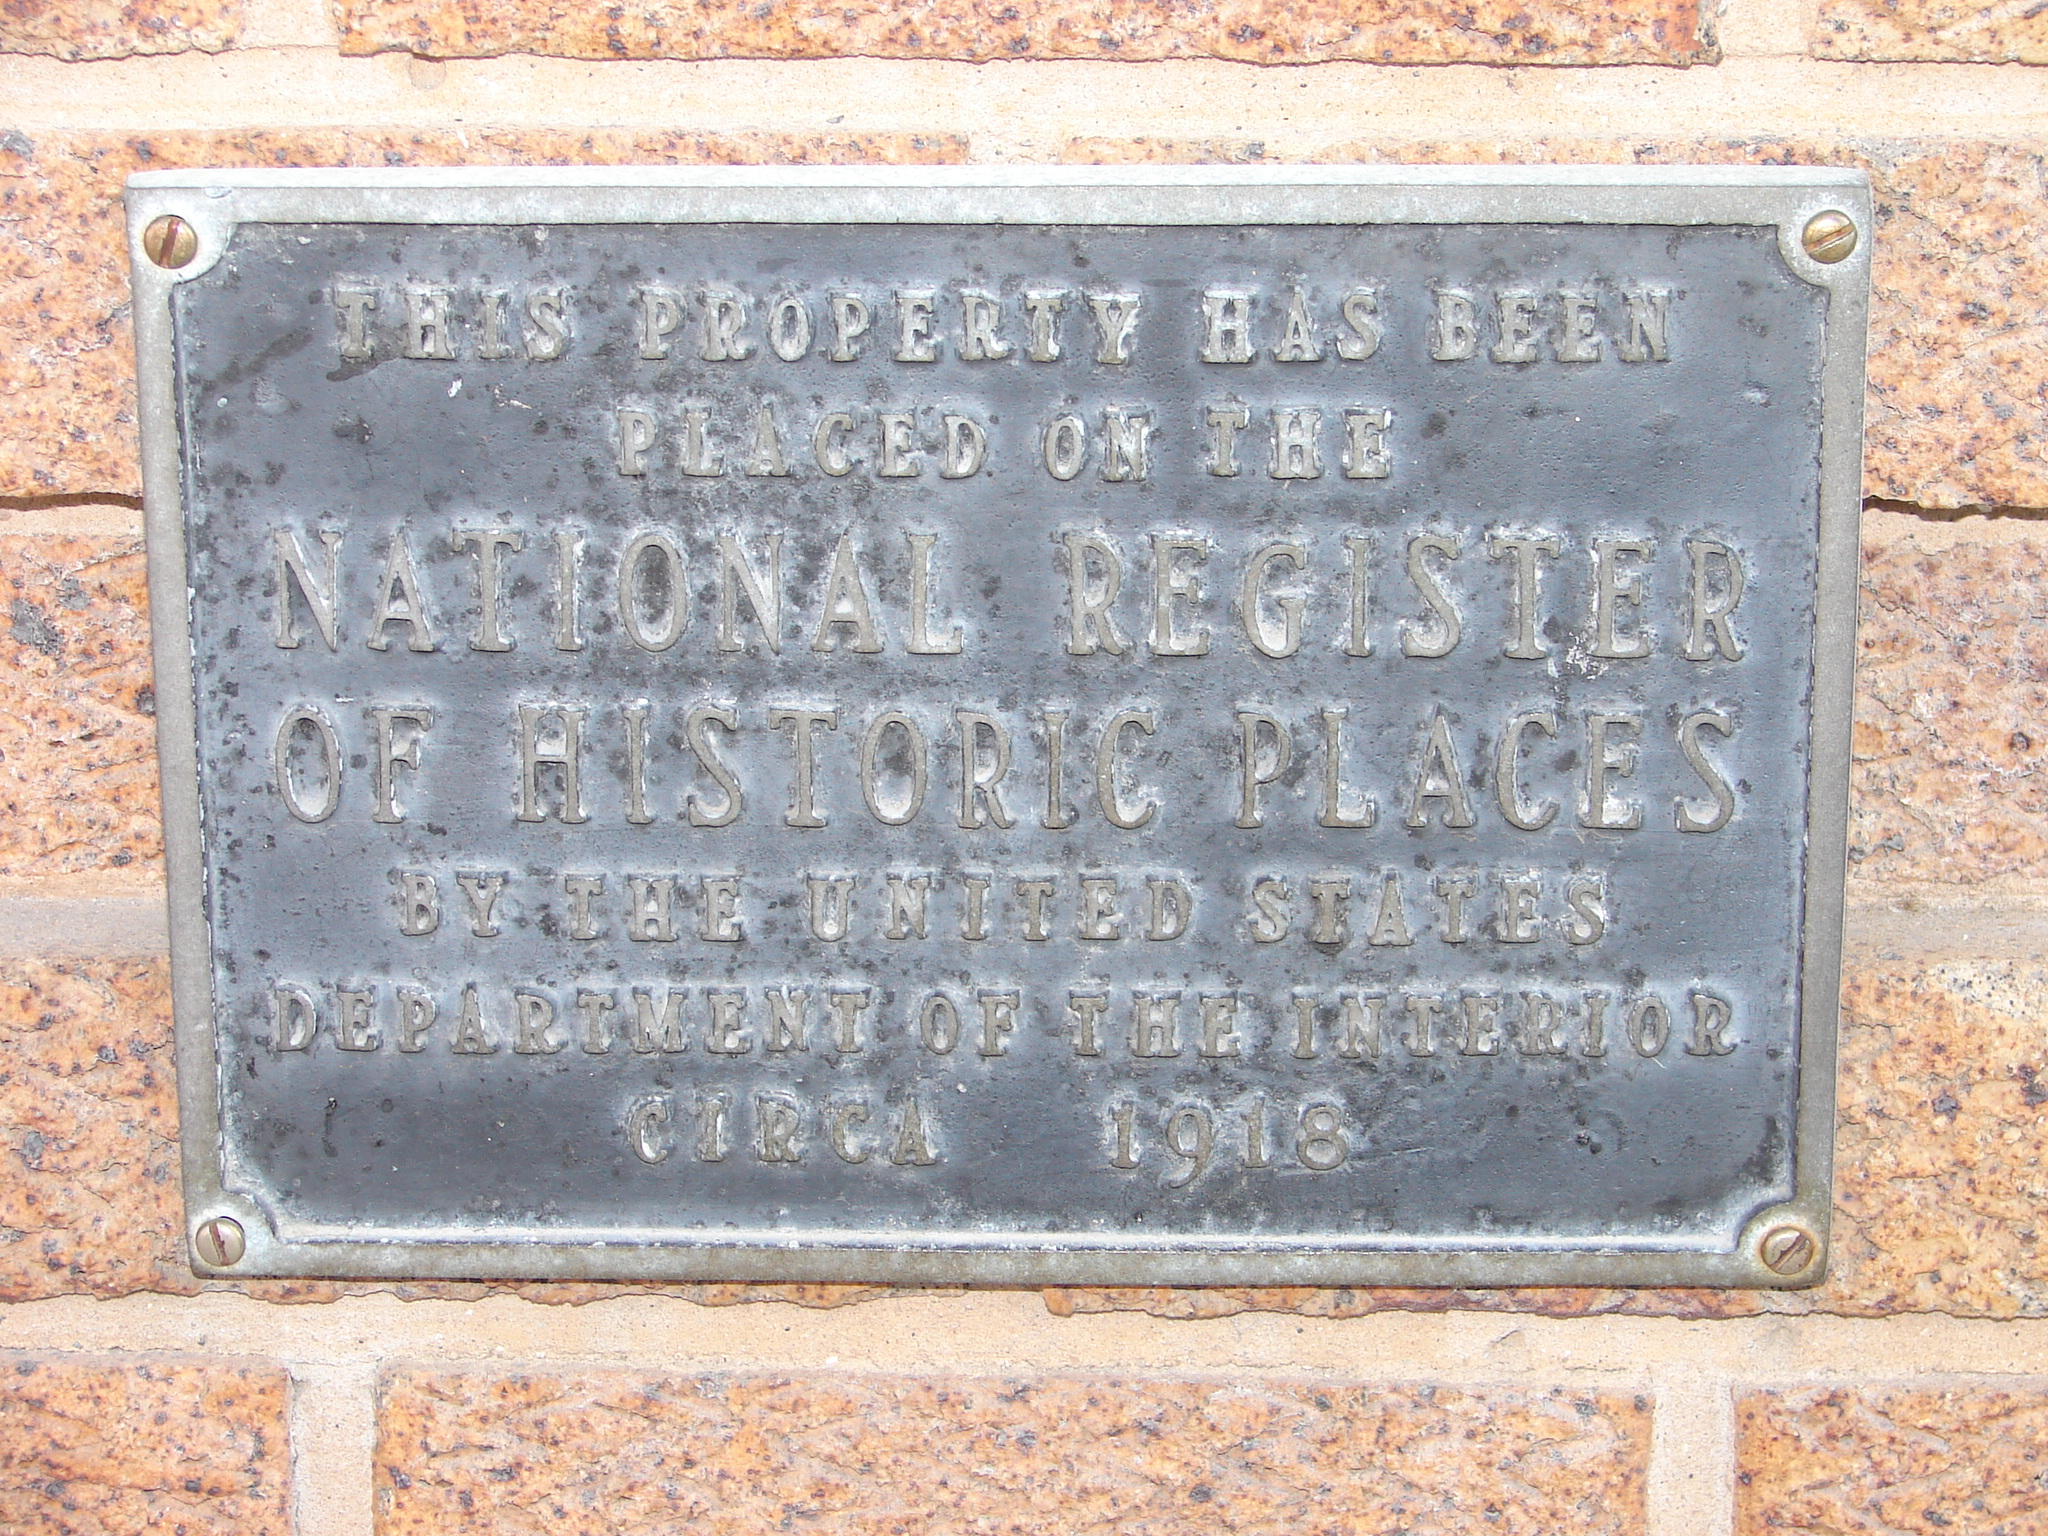 THIS PROPERTY HAS BEEN
PLACED ON THE
NATIONAL REGISTER
OF HISTORIC PLACES
BY THE UNITED STATES
DEPARTMENT OF THE INTERIOR
CIRCA 1918